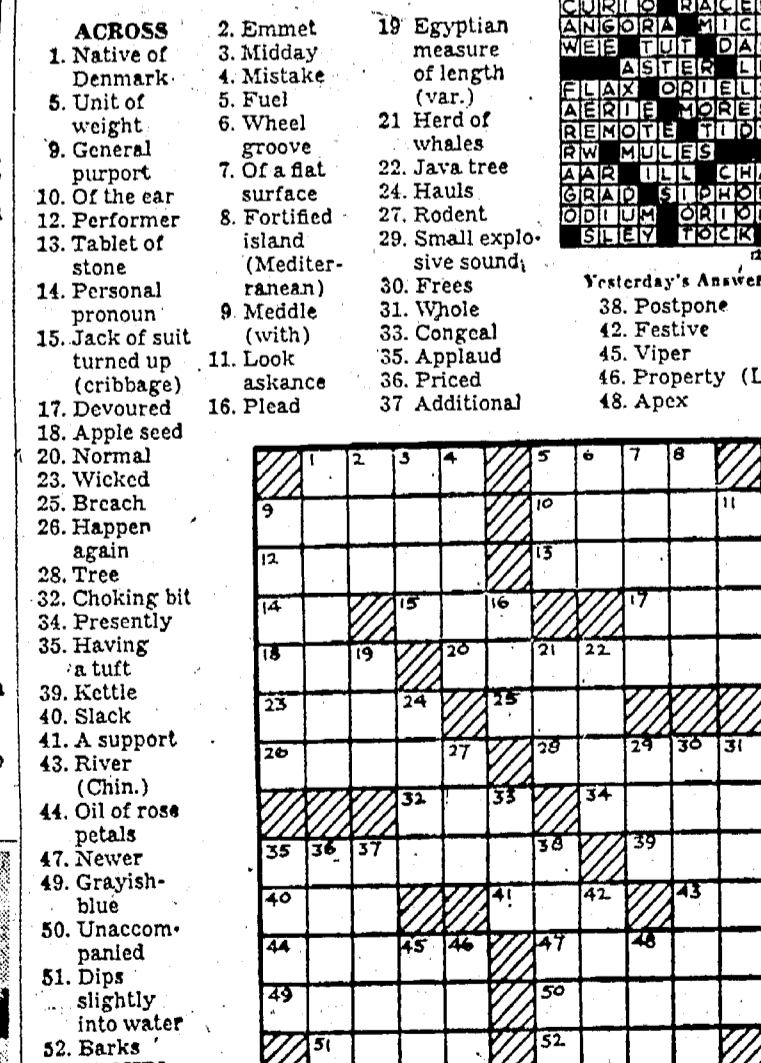 ACROSS
1. Native of
Denmark
5. Unit of
weight
9. General
purport
10. Of the ear
12. Performer
13. Tablet of
stone
14. Personal
pronoun
15. Jack of suit
turned up
(cribbage)
17. Devoured
18. Apple seed
20. Normal
23. Wicked
25. Breach
26. Happen
again
28. Tree
32. Choking bit
34. Presently
35. Having
a tuft
39. Kettle
40. Slack
41. A support
43. River
(Chin.)
44. Oil of rose
petals
47. Newer
49. Grayish-
blue
50. Unaccom-
panied
51. Dips
slightly
into water
52. Barks
2. Emmet
3. Midday
4. Mistake
5. Fuel
6. Wheel
groove
7. Of a flat
surface
8. Fortified
island
(Mediter-
ranean)
9. Meddle
(with)
11. Look
askance
16. Plead
19 Egyptian
measure
of length
(var.)
21 Herd of
whales
22. Java tree
24. Hauls
27. Rodent
29. Small explo-
sive sound
30. Frees
31. Whole
33. Congeal
35. Applaud
36. Priced
37 Additional
CURIO RACE
ANGORA MIC
WEE TUT DA
ASTER L
FLAX ORIEL
AERIE MORE
REMOTE TID
RW MULES
AAR ILL CH
GRAD SIPHO
ODIUM ORIO
SLEY TOCK
Yesterday's Answer
38. Postpone
42. Festive
45. Viper
46. Property (L
48. Apex
1 2 3 4 5 6 7 8
9 10 11
12 13
14 15 16 17
18 19 20 21 22
23 24 25
26 27 28 29 30 31
32 33 34
35 36 37 38 39
40 41 42 43
44 45 46 47 48
49 50
51 52